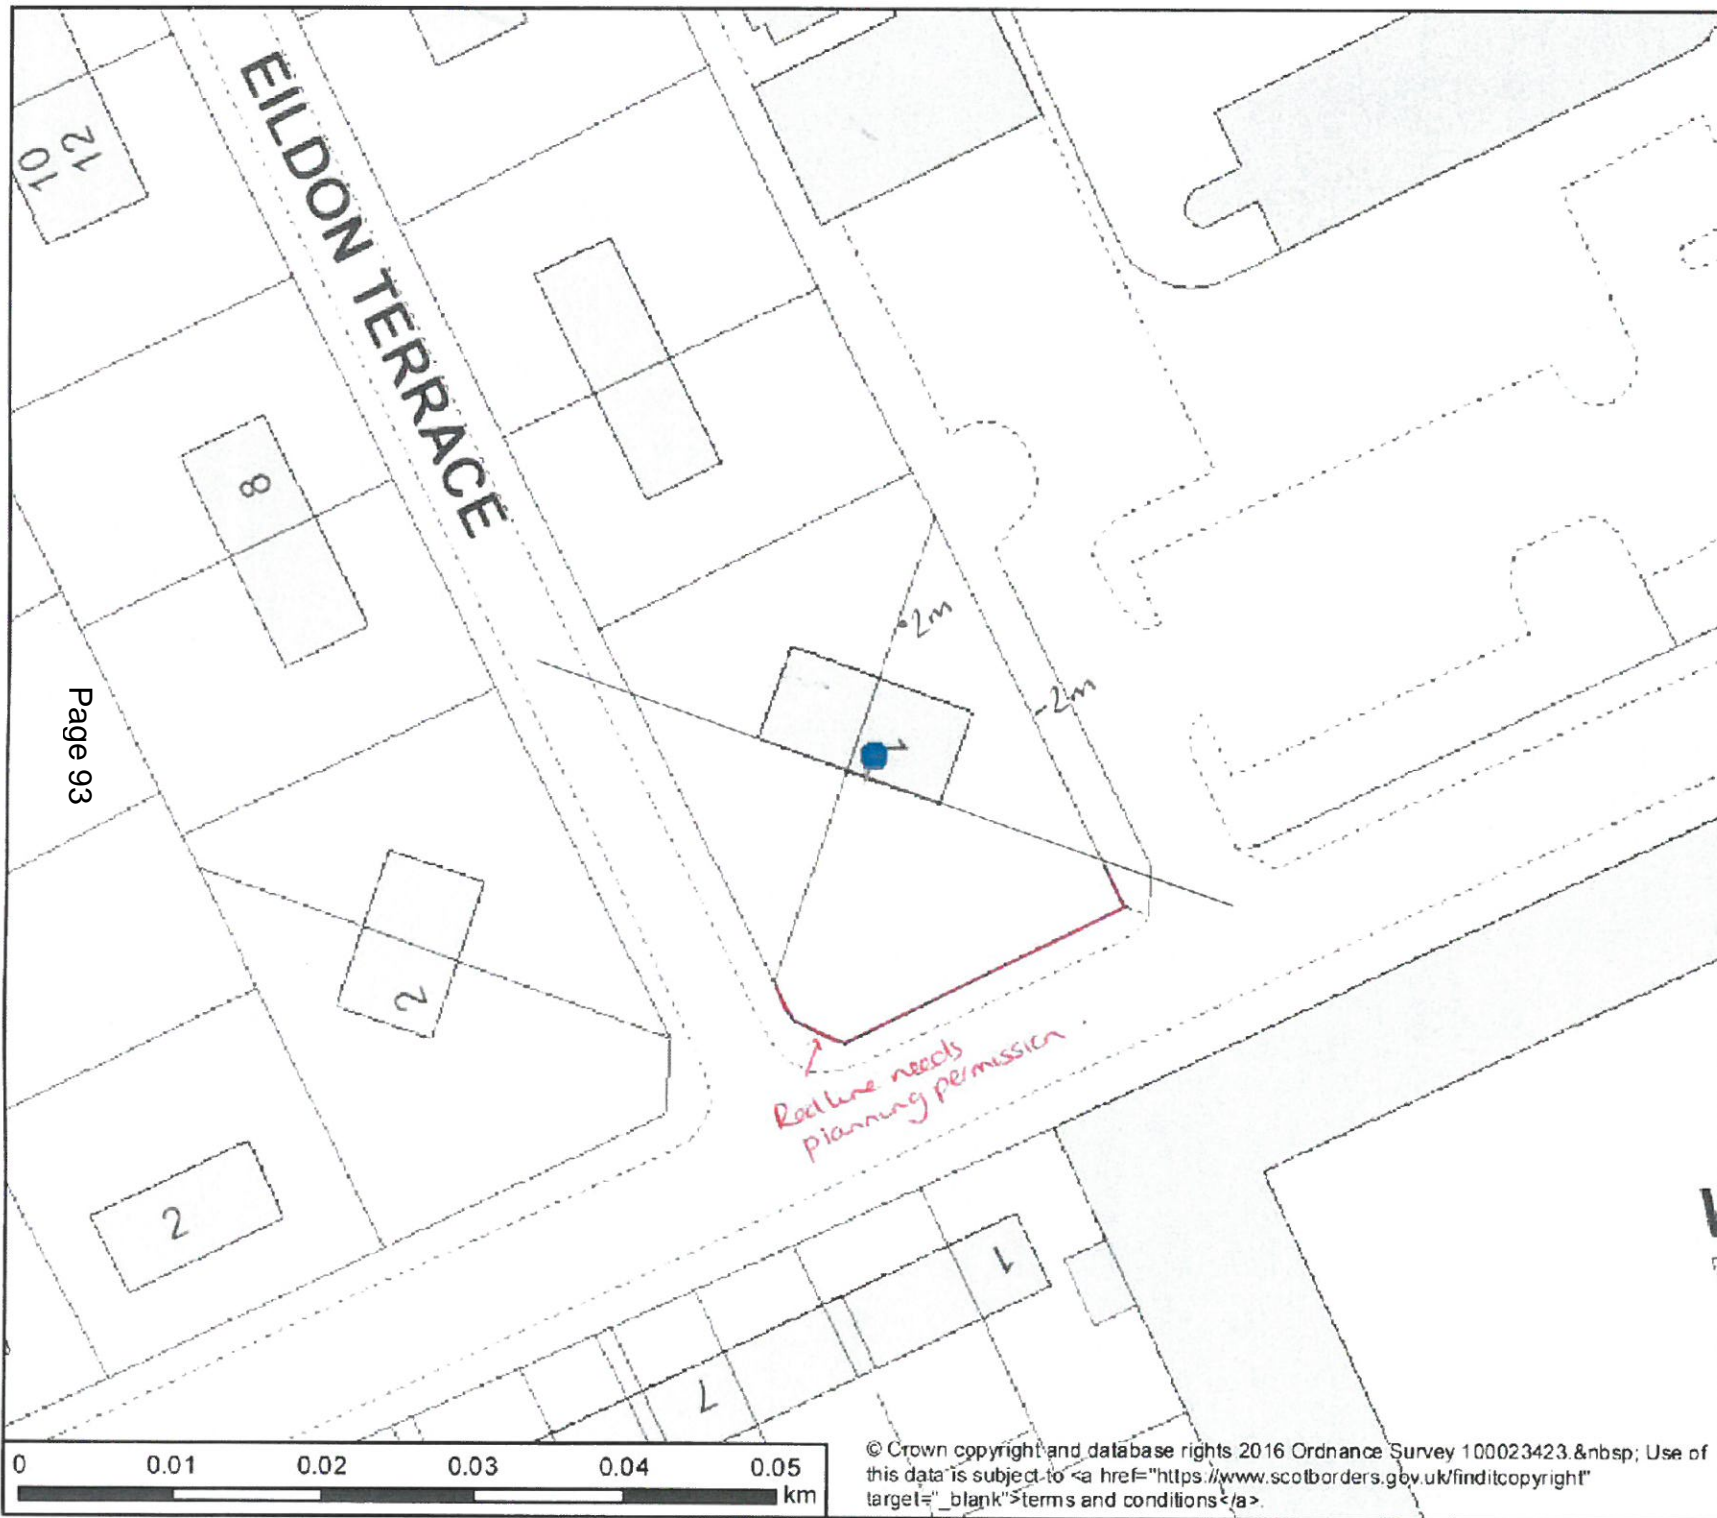 EILDON TERRACE
12
10
8
2m
2m
1
Page 93
2
2
Redline needs
planning permission
1
7
0 0.01 0.02 0.03 0.04 0.05
km
© Crown copyright and database rights 2016 Ordnance Survey 100023423.&nbsp; Use of
this data is subject to <a href="https://www.scotborders.gov.uk/finditcopyright"
target="_blank">terms and conditions</a>.